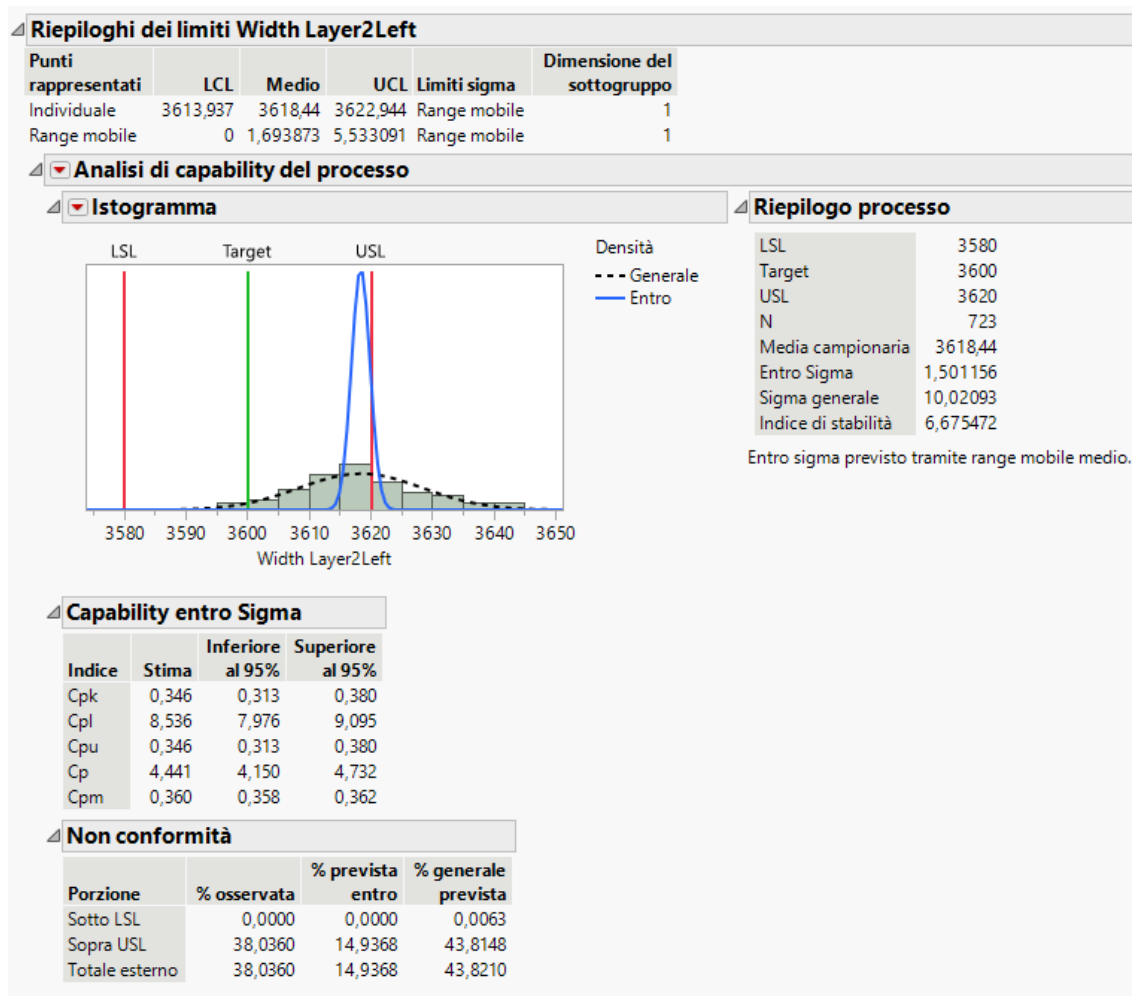 Riepiloghi dei limiti Width Layer2Left
Punti rappresentati LCL Medio UCL Limiti sigma Dimensione del sottogruppo
Individuale 3613,937 3618,44 3622,944 Range mobile 1
Range mobile 0 1,693873 5,533091 Range mobile 1
Analisi di capability del processo
Istogramma
LSL Target USL
3580 3590 3600 3610 3620 3630 3640 3650
Width Layer2Left
Densità
Generale
Entro
Riepilogo processo
LSL 3580
Target 3600
USL 3620
N 723
Media campionaria 3618,44
Entro Sigma 1,501156
Sigma generale 10,02093
Indice di stabilità 6,675472
Entro sigma previsto tramite range mobile medio.
Capability entro Sigma
Indice Stima Inferiore al 95% Superiore al 95%
Cpk 0,346 0,313 0,380
Cpl 8,536 7,976 9,095
Cpu 0,346 0,313 0,380
Cp 4,441 4,150 4,732
Cpm 0,360 0,358 0,362
Non conformità
Porzione % osservata % prevista entro % generale prevista
Sotto LSL 0,0000 0,0000 0,0063
Sopra USL 38,0360 14,9368 43,8148
Totale esterno 38,0360 14,9368 43,8210